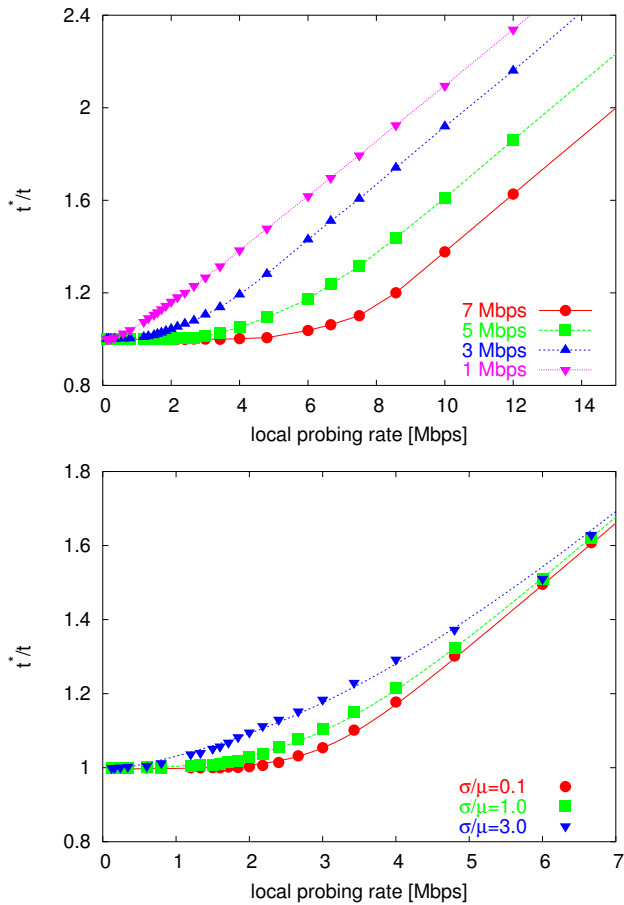 2.4
2
1.6
1.2
0.8
t*/t
7 Mbps
5 Mbps
3 Mbps
1 Mbps
0 2 4 6 8 10 12 14
local probing rate [Mbps]
1.8
1.6
1.4
1.2
1
0.8
t*/t
σ/μ=0.1
σ/μ=1.0
σ/μ=3.0
0 1 2 3 4 5 6 7
local probing rate [Mbps]